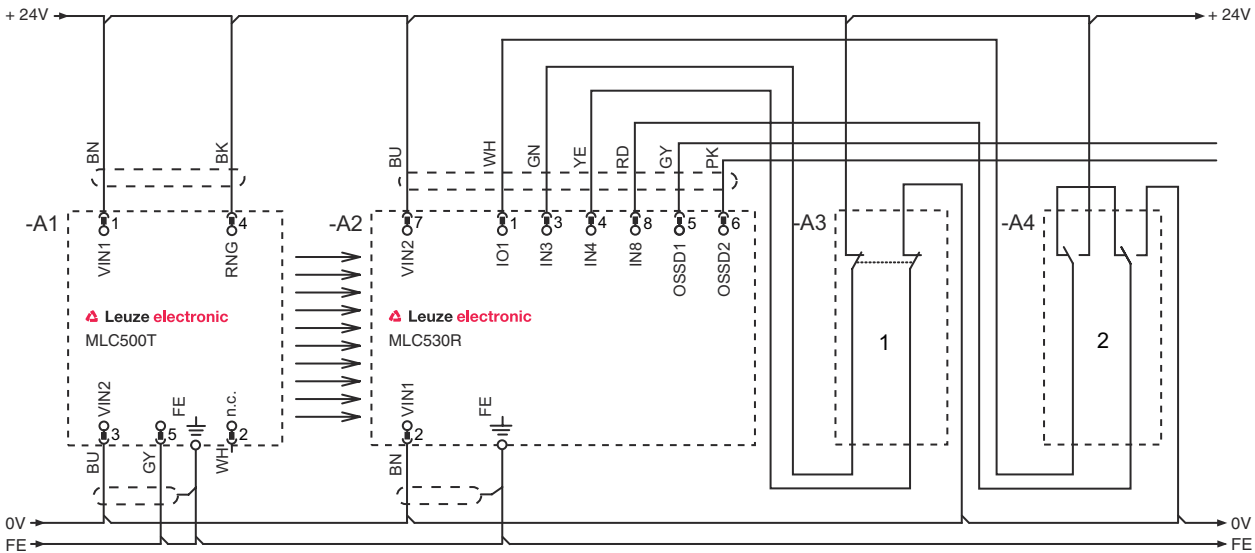 + 24V
+ 24V
BN
BK
BU
WH
GN
YE
RD
GY
PK
-A1
1
4
-A2
7
1
3
4
8
5
6
-A3
-A4
VIN1
RNG
VIN2
IO1
IN3
IN4
IN8
OSSD1
OSSD2
Leuze electronic
MLC500T
Leuze electronic
MLC530R
1
2
VIN2
FE
n.c.
VIN1
FE
3
5
2
2
BU
GY
WH
BN
0V
0V
FE
FE